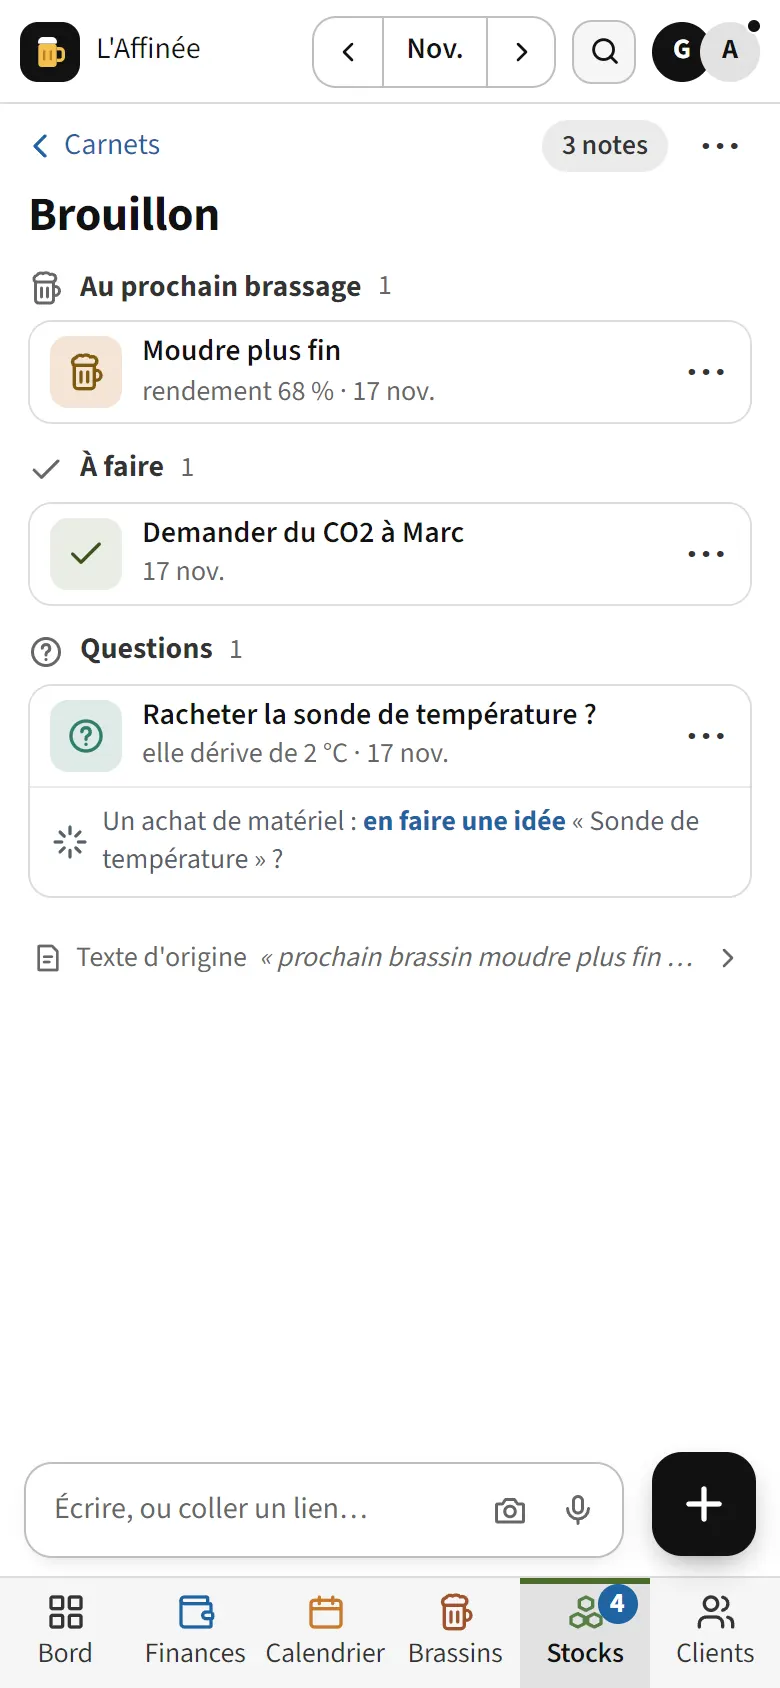 L'Affinée
Nov.
G
A
Carnets
3 notes
Brouillon
Au prochain brassage 1
Moudre plus fin
rendement 68 % · 17 nov.
À faire 1
Demander du CO2 à Marc
17 nov.
Questions 1
Racheter la sonde de température ?
elle dérive de 2 °C · 17 nov.
Un achat de matériel : en faire une idée « Sonde de
température » ?
Texte d'origine « prochain brassin moudre plus fin …
Écrire, ou coller un lien…
4
Bord Finances Calendrier Brassins Stocks Clients